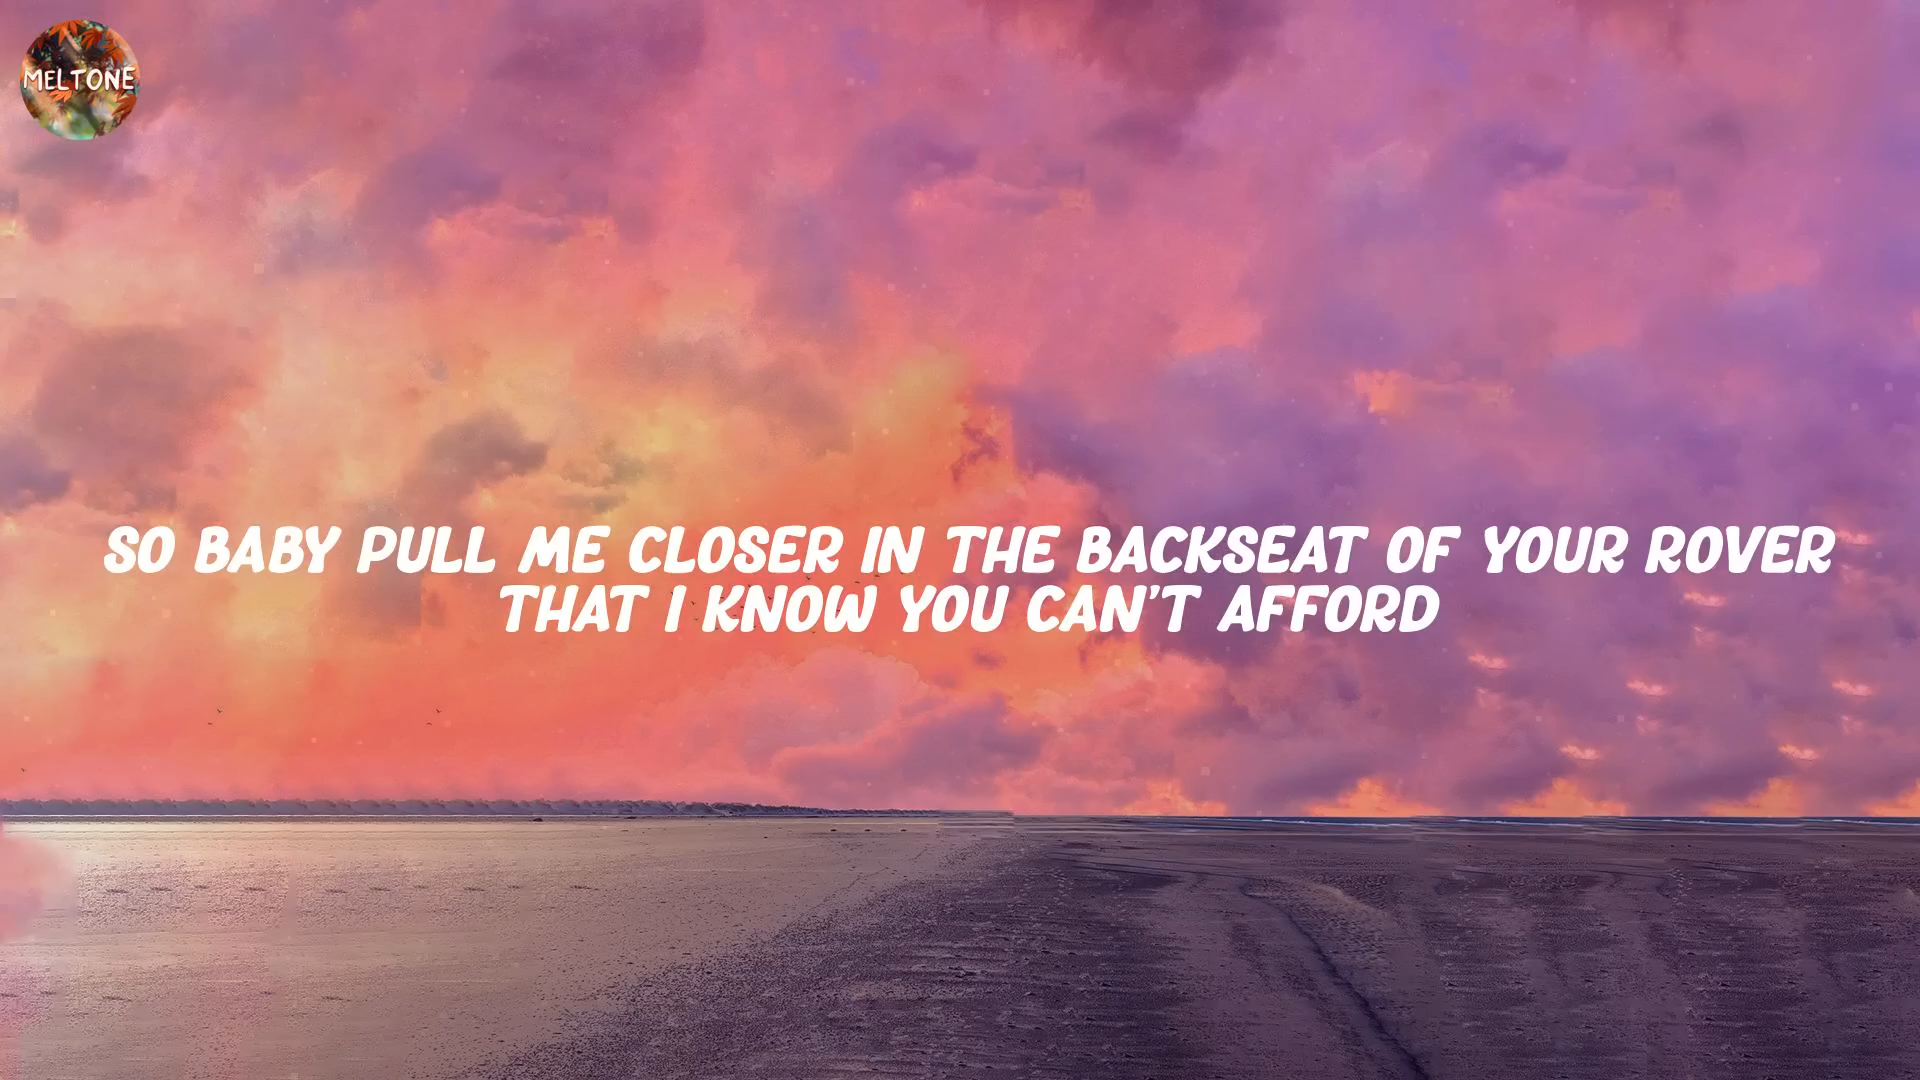 MELTONE
SO BABY PULL ME CLOSER IN THE BACKSEAT OF YOUR ROVER
THAT I KNOW YOU CAN'T AFFORD